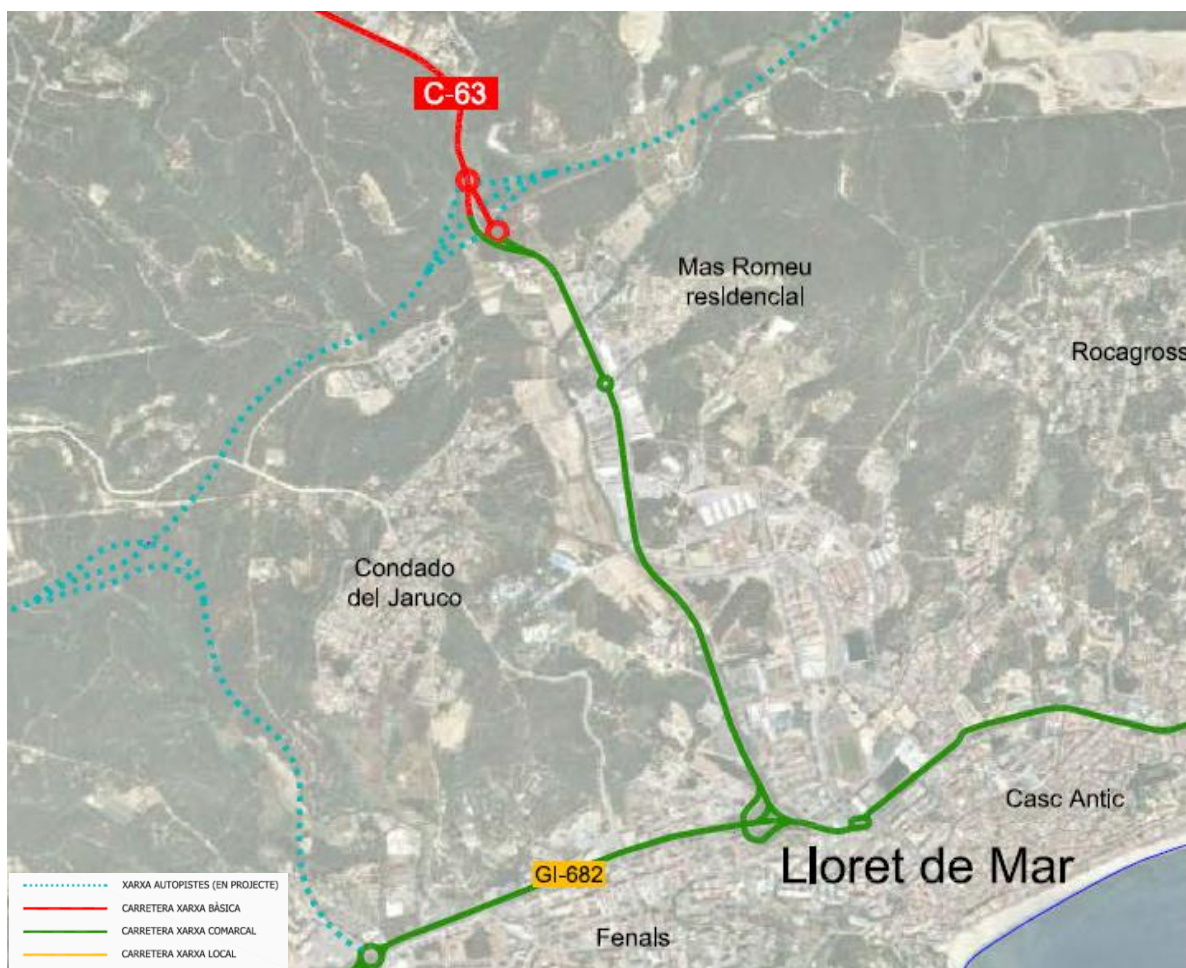 C-63
Mas Romeu
residencial
Rocagross
Condado
del Jaruco
Casc Antic
Lloret de Mar
GI-682
Fenals
XARXA AUTOPISTES (EN PROJECTE)
CARRETERA XARXA BÀSICA
CARRETERA XARXA COMARCAL
CARRETERA XARXA LOCAL